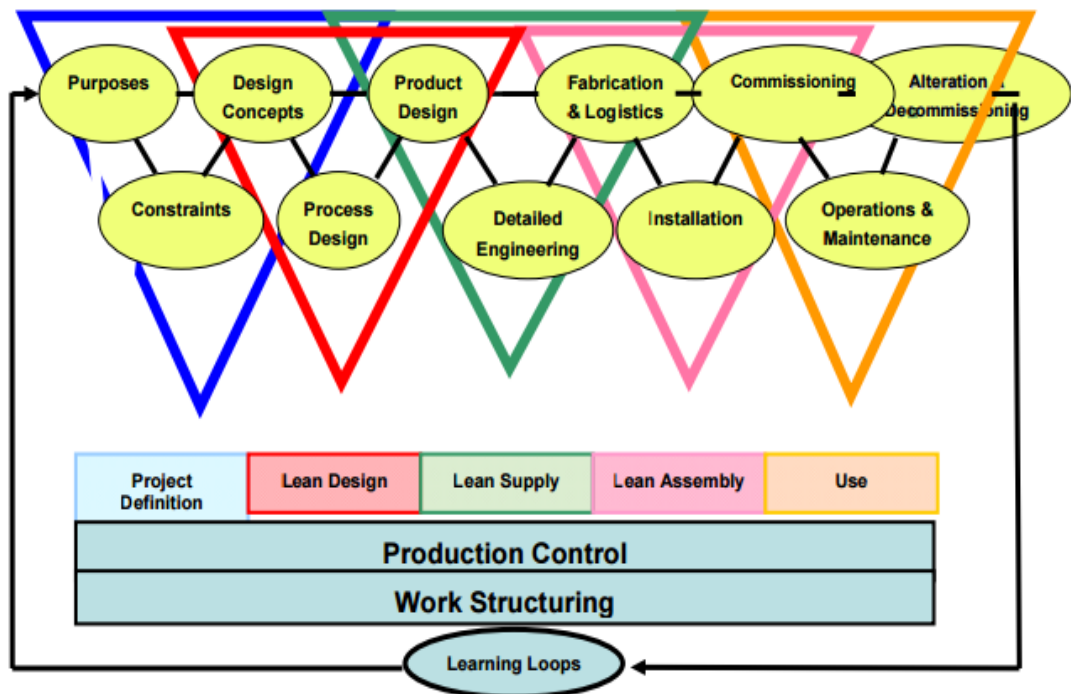 Purposes
Design
Concepts
Product
Design
Fabrication
& Logistics
Commissioning
Alteration &
Decommissioning
Constraints
Process
Design
Detailed
Engineering
Installation
Operations &
Maintenance
Project
Definition
Lean Design
Lean Supply
Lean Assembly
Use
Production Control
Work Structuring
Learning Loops